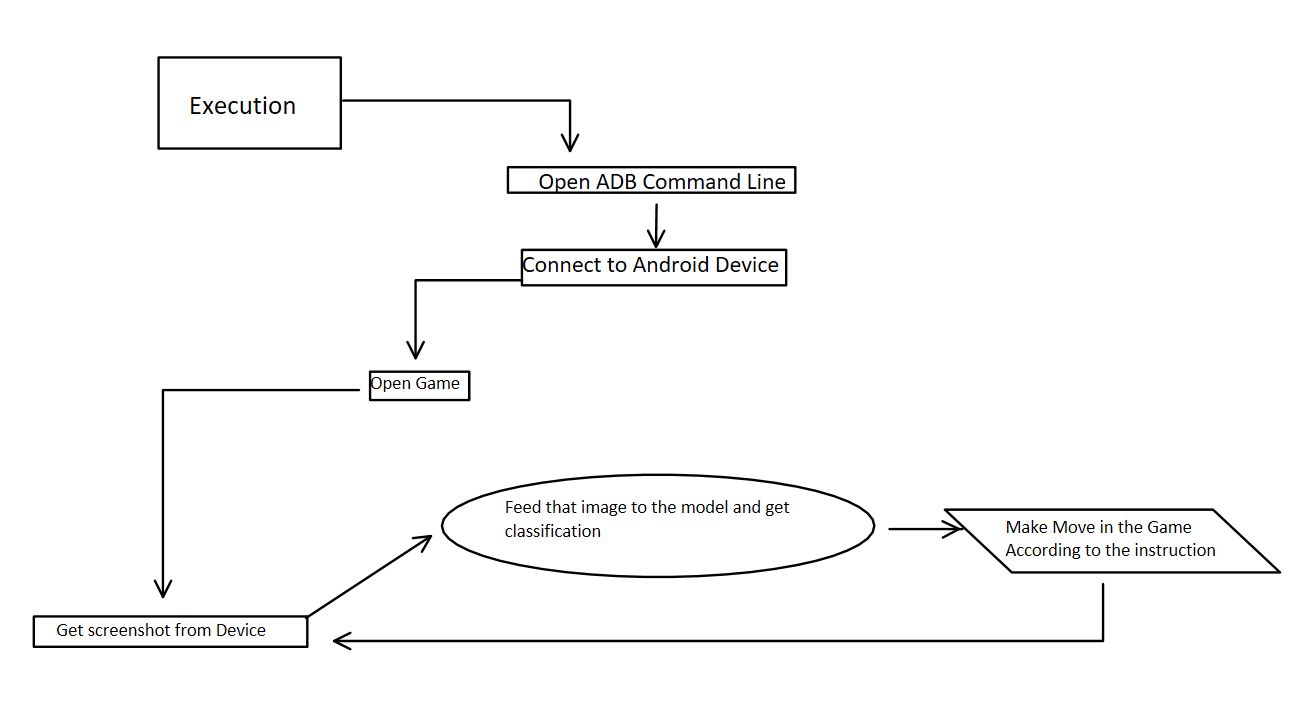 Execution
Open ADB Command Line
Connect to Android Device
Open Game
Feed that image to the model and get
classification
Make Move in the Game
According to the instruction
Get screenshot from Device